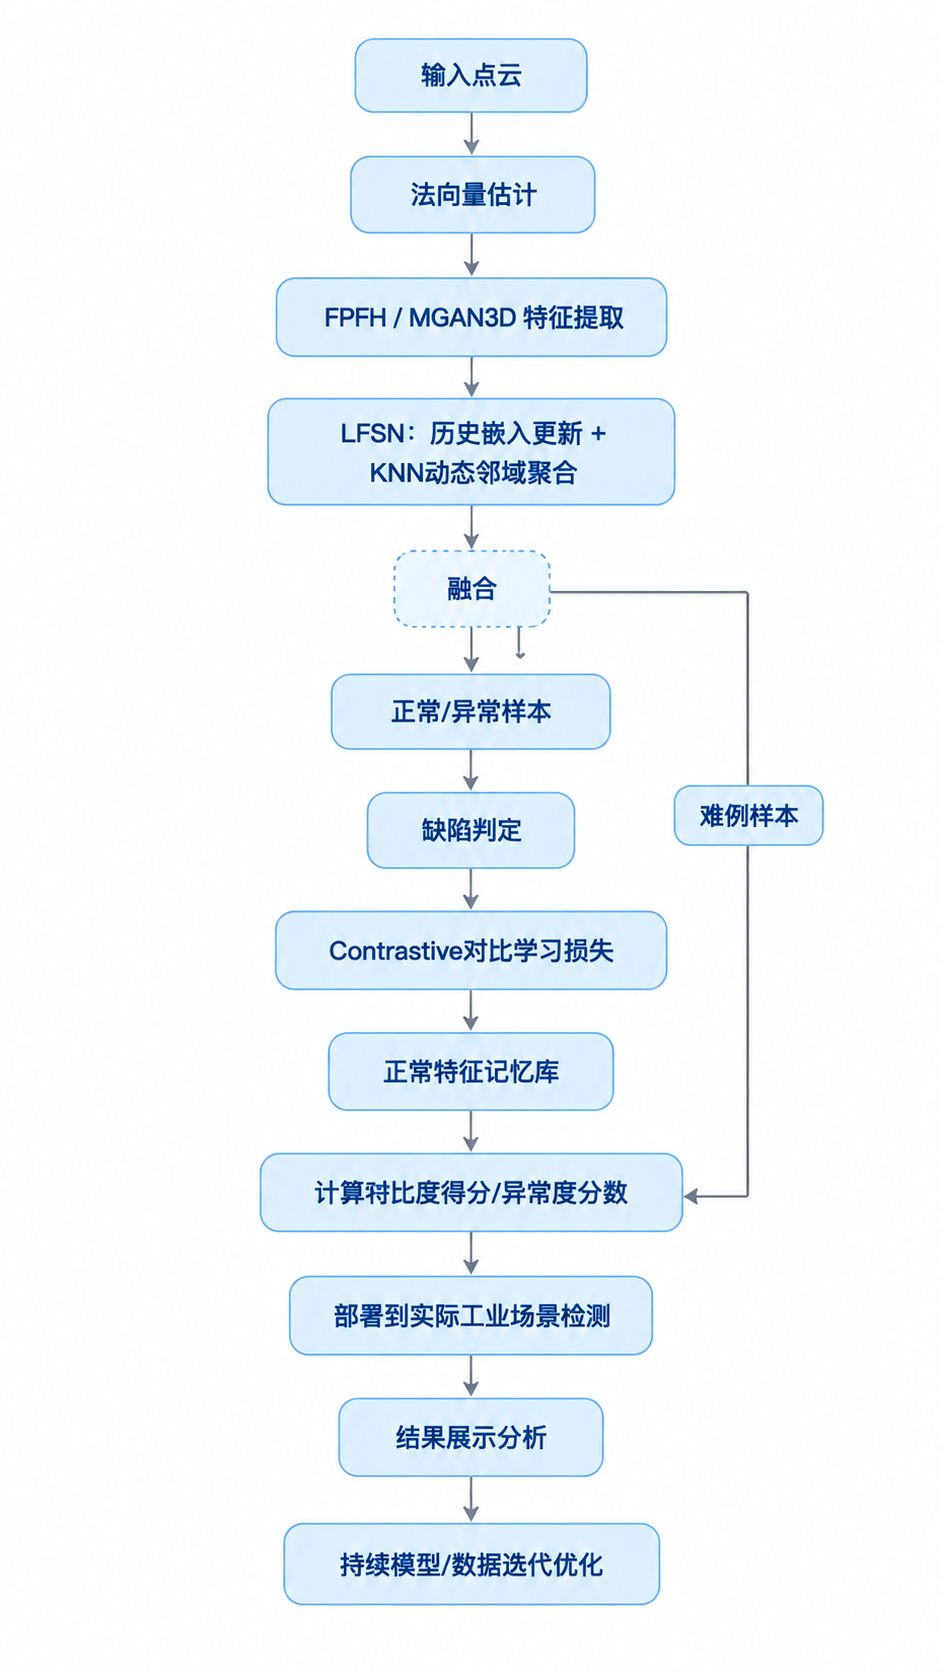 输入点云
法向量估计
FPFH / MGAN3D 特征提取
LFSN：历史嵌入更新 +
KNN动态邻域聚合
融合
正常/异常样本
缺陷判定
难例样本
Contrastive对比学习损失
正常特征记忆库
计算对比度得分/异常度分数
部署到实际工业场景检测
结果展示分析
持续模型/数据迭代优化